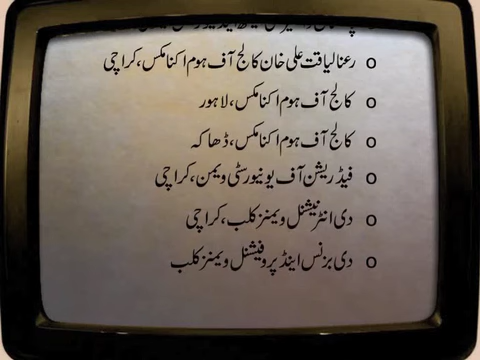 o رعنا لیاقت علی خان کالج آف ہوم اکنامکس، کراچی
o کالج آف ہوم اکنامکس، لاہور
o کالج آف ہوم اکنامکس، ڈھاکہ
o فیڈریشن آف یونیورسٹی ویمن، کراچی
o دی انٹرنیشنل ویمنز کلب، کراچی
o دی بزنس اینڈ پروفیشنل ویمنز کلب